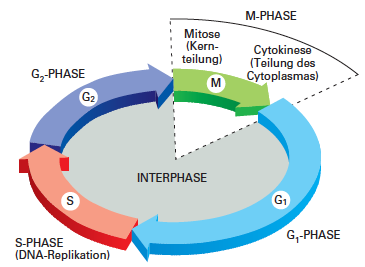 M-PHASE
Mitose
(Kern-
teilung)
Cytokinese
(Teilung des
Cytoplasmas)
G₂-PHASE
G₂
M
INTERPHASE
S
G₁
S-PHASE
(DNA-Replikation)
G₁-PHASE